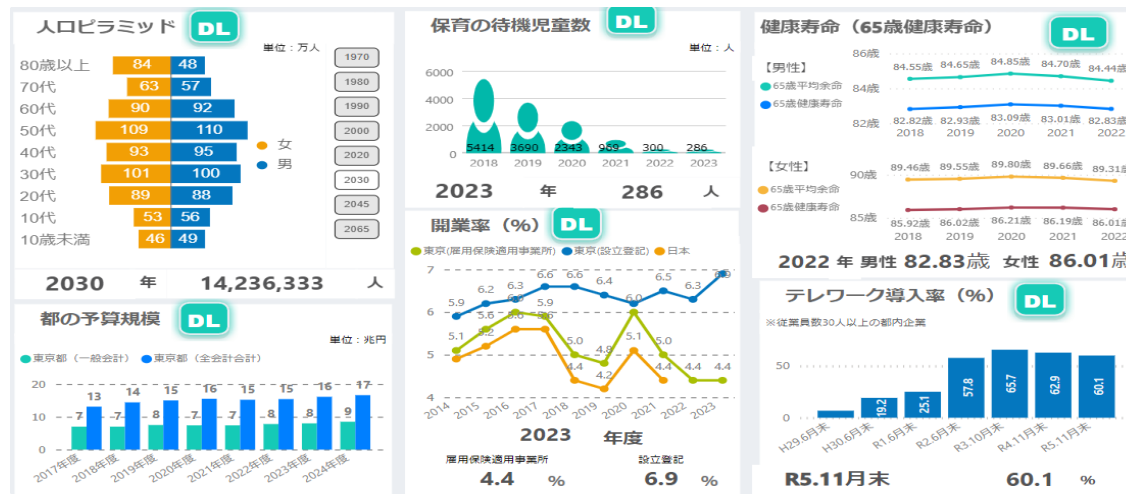 人口ピラミッド DL
単位：万人
80歳以上 84 48
70代 63 57
60代 90 92
50代 109 110
40代 93 95
30代 101 100
20代 89 88
10代 53 56
10歳未満 46 49
女
男
1970
1980
1990
2000
2020
2030
2045
2065
2030 年 14,236,333 人
都の予算規模 DL
単位：兆円
東京都（一般会計） 東京都（全会計合計）
20
10
0
7 13 7 14 8 15 7 16 7 15 8 15 8 16 9 17
2017年度 2018年度 2019年度 2020年度 2021年度 2022年度 2023年度 2024年度
保育の待機児童数 DL
単位：人
6000
4000
2000
0
5414 3690 2343 969 300 286
2018 2019 2020 2021 2022 2023
2023 年 286 人
開業率（%） DL
東京(雇用保険適用事業所) 東京(設立登記) 日本
7
6
5
4
5.9 6.2 6.3 6.6 6.6 6.4 6.0 6.5 6.3 6.9
5.1 5.6 5.9 5.0 4.8 5.0 4.4 4.4
5.2 5.6 4.4 4.2 5.1 4.4
2014 2015 2016 2017 2018 2019 2020 2021 2022 2023
2023 年度
雇用保険適用事業所 設立登記
4.4 % 6.9 %
健康寿命（65歳健康寿命） DL
【男性】
65歳平均余命
65歳健康寿命
86歳
84歳
82歳
84.55歳 84.65歳 84.85歳 84.70歳 84.44歳
82.82歳 82.93歳 83.09歳 83.01歳 82.83歳
2018 2019 2020 2021 2022
【女性】
65歳平均余命
65歳健康寿命
90歳
85歳
89.46歳 89.55歳 89.80歳 89.66歳 89.31歳
85.92歳 86.02歳 86.21歳 86.19歳 86.01歳
2018 2019 2020 2021 2022
2022 年 男性 82.83歳 女性 86.01歳
テレワーク導入率（%） DL
※従業員数30人以上の都内企業
50
0
19.2 25.1 57.8 65.7 62.9 60.1
H29.6月末 H30.6月末 R1.6月末 R2.6月末 R3.10月末 R4.11月末 R5.11月末
R5.11月末 60.1 %